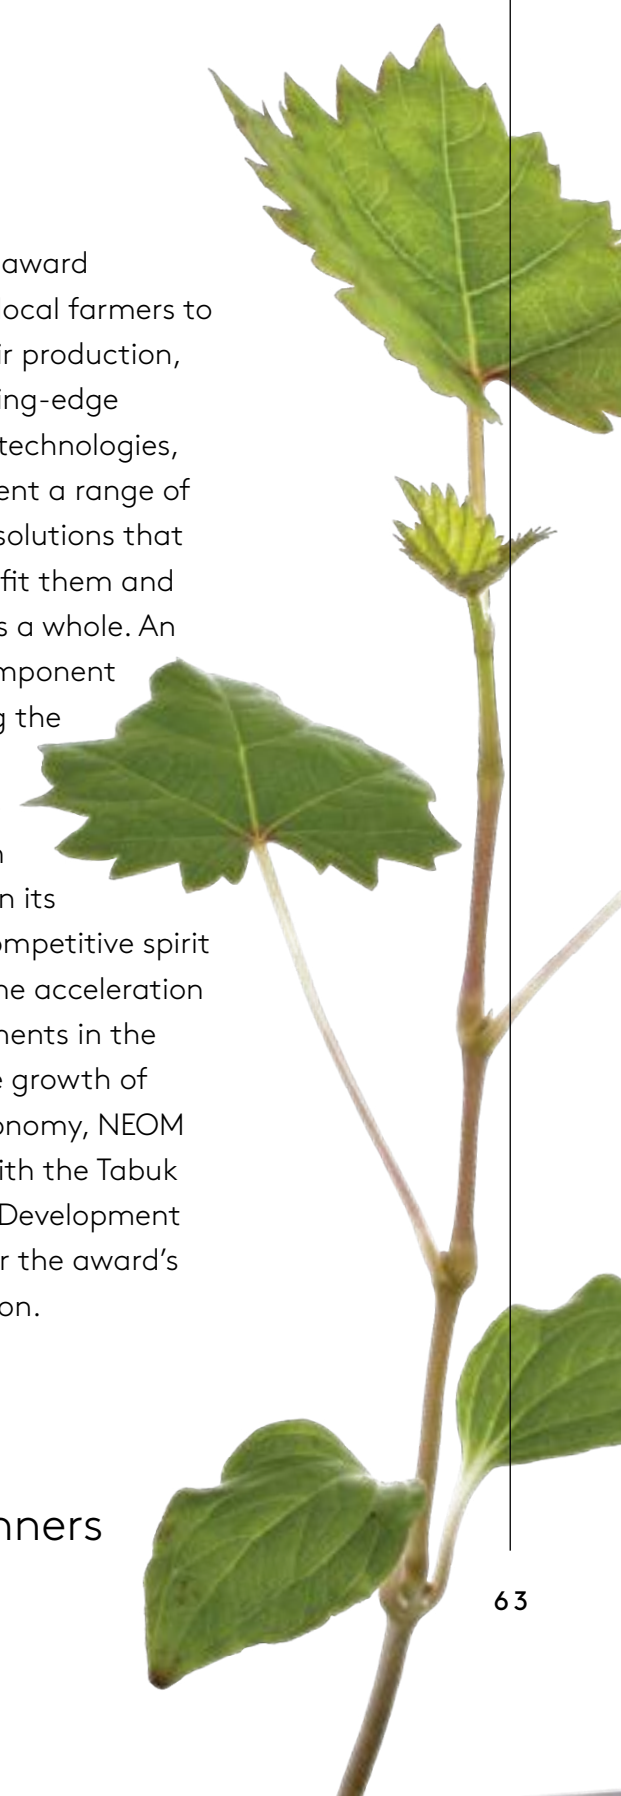 award
local farmers to
ir production,
ing-edge
technologies,
ent a range of
solutions that
fit them and
s a whole. An
mponent
g the
n
n its
ompetitive spirit
he acceleration
ments in the
e growth of
onomy, NEOM
ith the Tabuk
Development
r the award’s
on.
nners
63